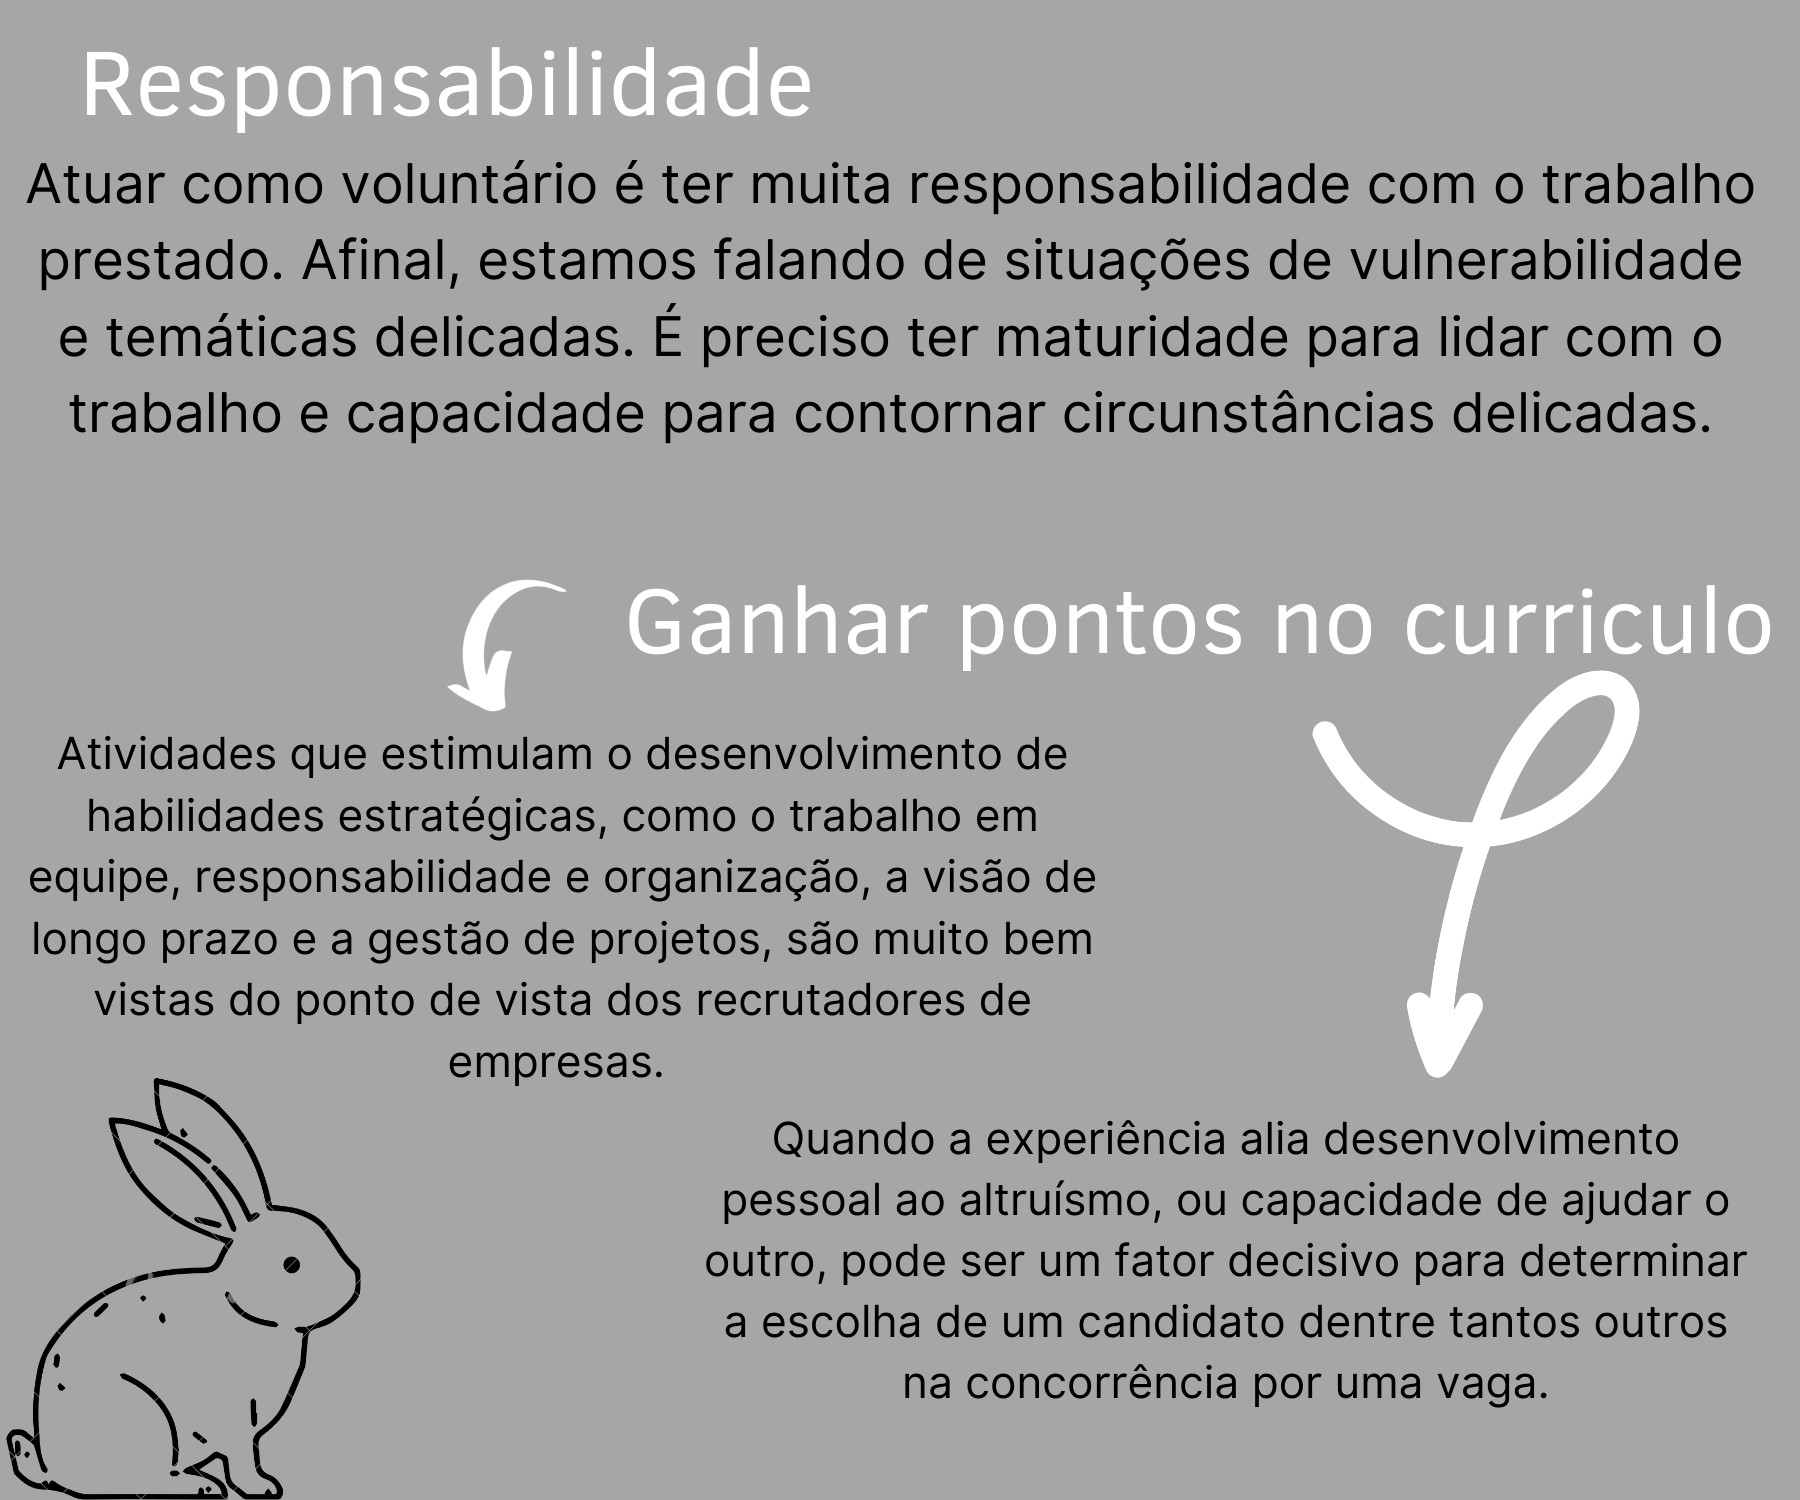 Responsabilidade
Atuar como voluntário é ter muita responsabilidade com o trabalho
prestado. Afinal, estamos falando de situações de vulnerabilidade
e temáticas delicadas. É preciso ter maturidade para lidar com o
trabalho e capacidade para contornar circunstâncias delicadas.
Ganhar pontos no curriculo
Atividades que estimulam o desenvolvimento de
habilidades estratégicas, como o trabalho em
equipe, responsabilidade e organização, a visão de
longo prazo e a gestão de projetos, são muito bem
vistas do ponto de vista dos recrutadores de
empresas.
Quando a experiência alia desenvolvimento
pessoal ao altruísmo, ou capacidade de ajudar o
outro, pode ser um fator decisivo para determinar
a escolha de um candidato dentre tantos outros
na concorrência por uma vaga.